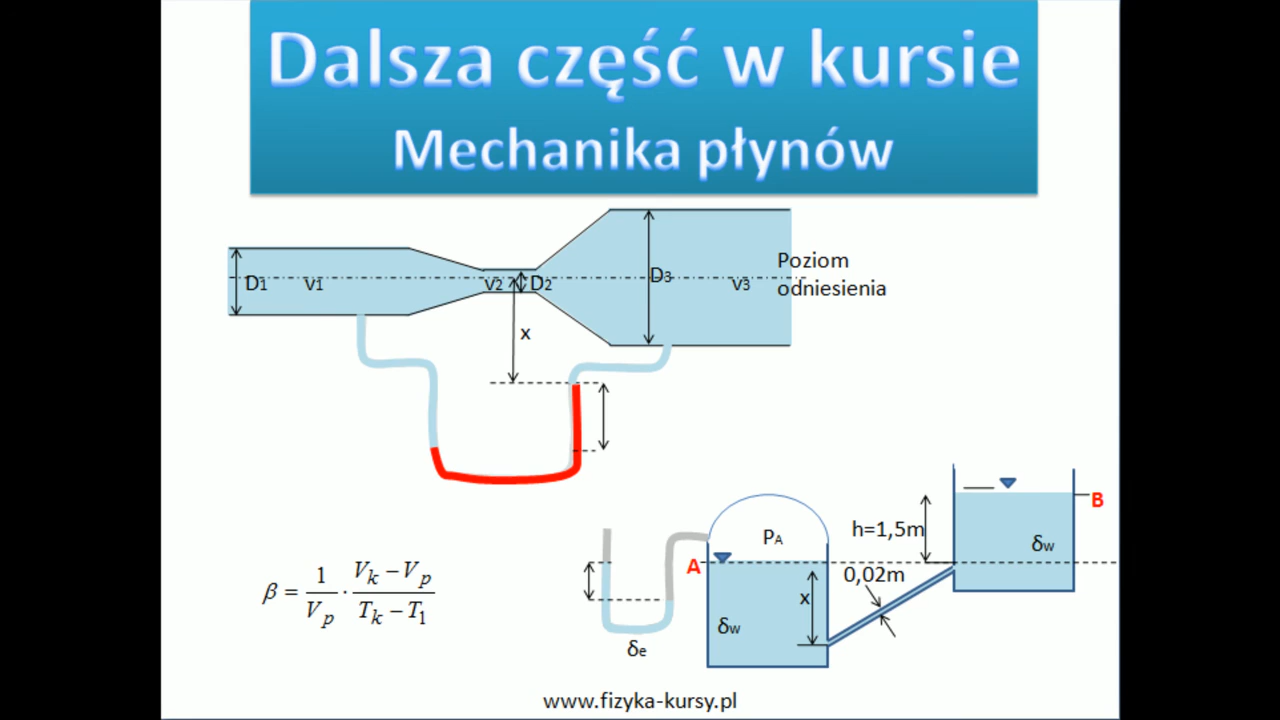 Dalsza część w kursie
Mechanika płynów
D1 v1 v2 D2 D3 v3 Poziom
odniesienia
x
h=1,5m
B
δw
PA
A
0,02m
x
δw
δe
β = 1/Vp · (Vk − Vp)/(Tk − T1)
www.fizyka-kursy.pl